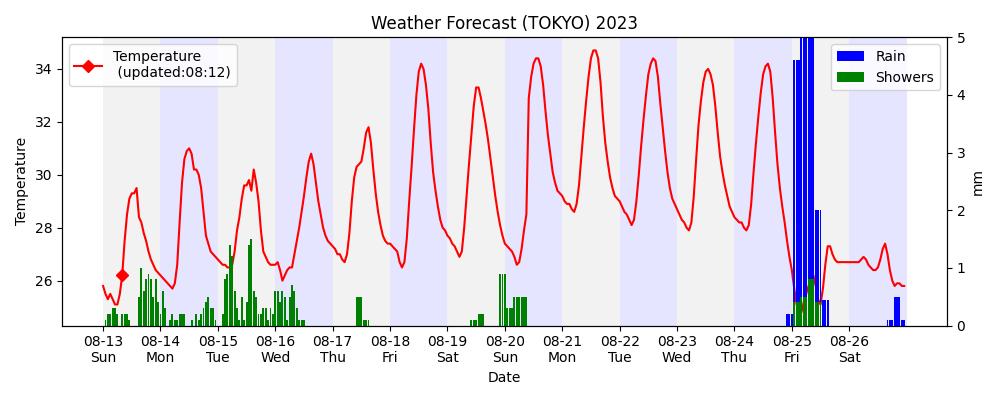 Weather Forecast (TOKYO) 2023
Temperature
(updated:08:12)
Rain
Showers
Temperature
34
32
30
28
26
5
4
3
2
1
0
mm
08-13 08-14 08-15 08-16 08-17 08-18 08-19 08-20 08-21 08-22 08-23 08-24 08-25 08-26
Sun Mon Tue Wed Thu Fri Sat Sun Mon Tue Wed Thu Fri Sat
Date